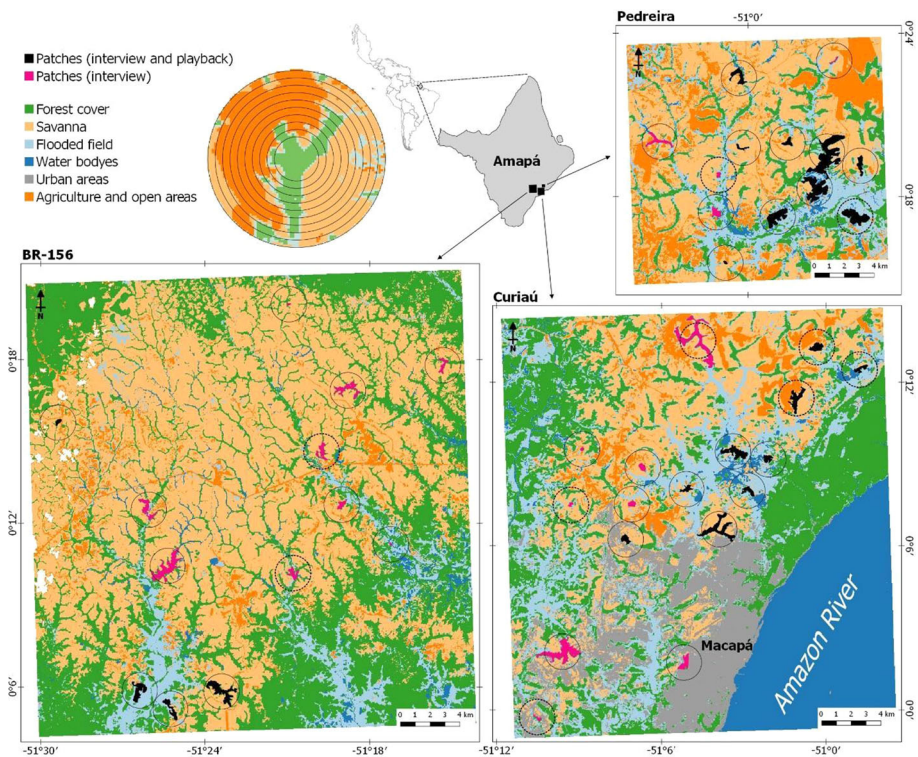 Pedreira
-51°0'
0°24'
Patches (interview and playback)
Patches (interview)
Forest cover
Savanna
Flooded field
Water bodyes
Urban areas
Agriculture and open areas
Amapá
N
0°18'
0 1 2 3 4 km
BR-156
N
0°18'
0°12'
0°6'
0 1 2 3 4 km
-51°30'
-51°24'
-51°18'
Curiaú
N
0°12'
0°6'
0°0'
Macapá
Amazon River
0 1 2 3 4 km
-51°12'
-51°6'
-51°0'